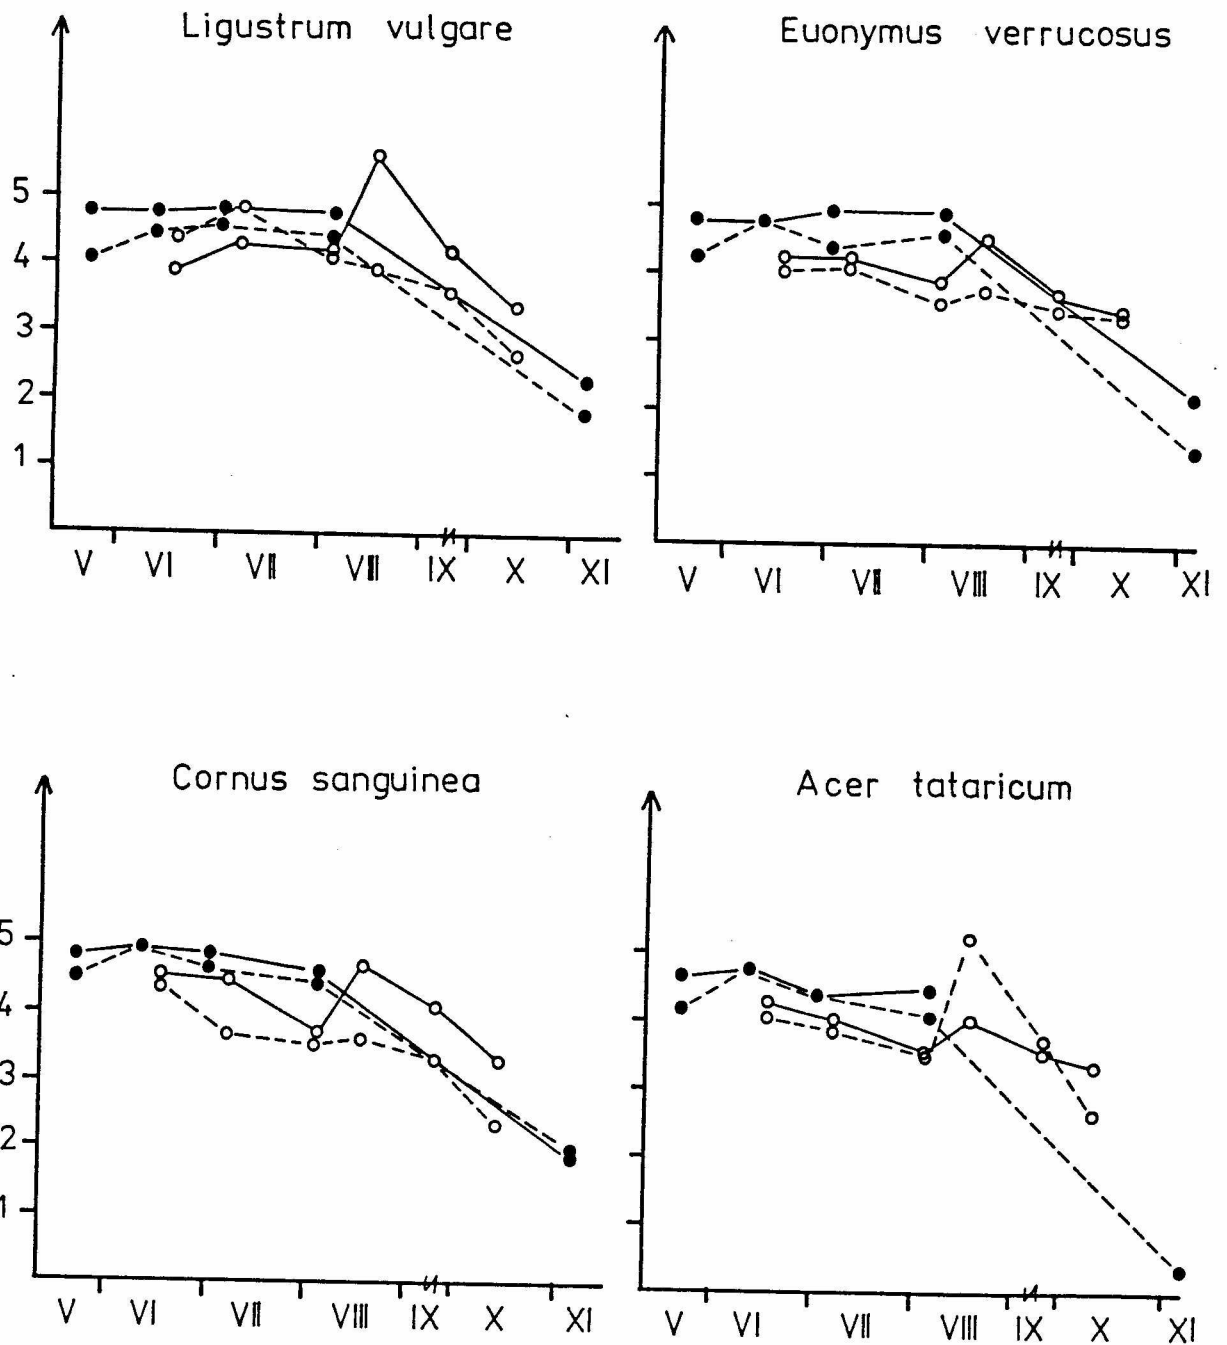 Ligustrum vulgare
5
4
3
2
1
V VI VII VIII IX X XI
Euonymus verrucosus
V VI VII VIII IX X XI
Cornus sanguinea
5
4
3
2
1
V VI VII VIII IX X XI
Acer tataricum
V VI VII VIII IX X XI